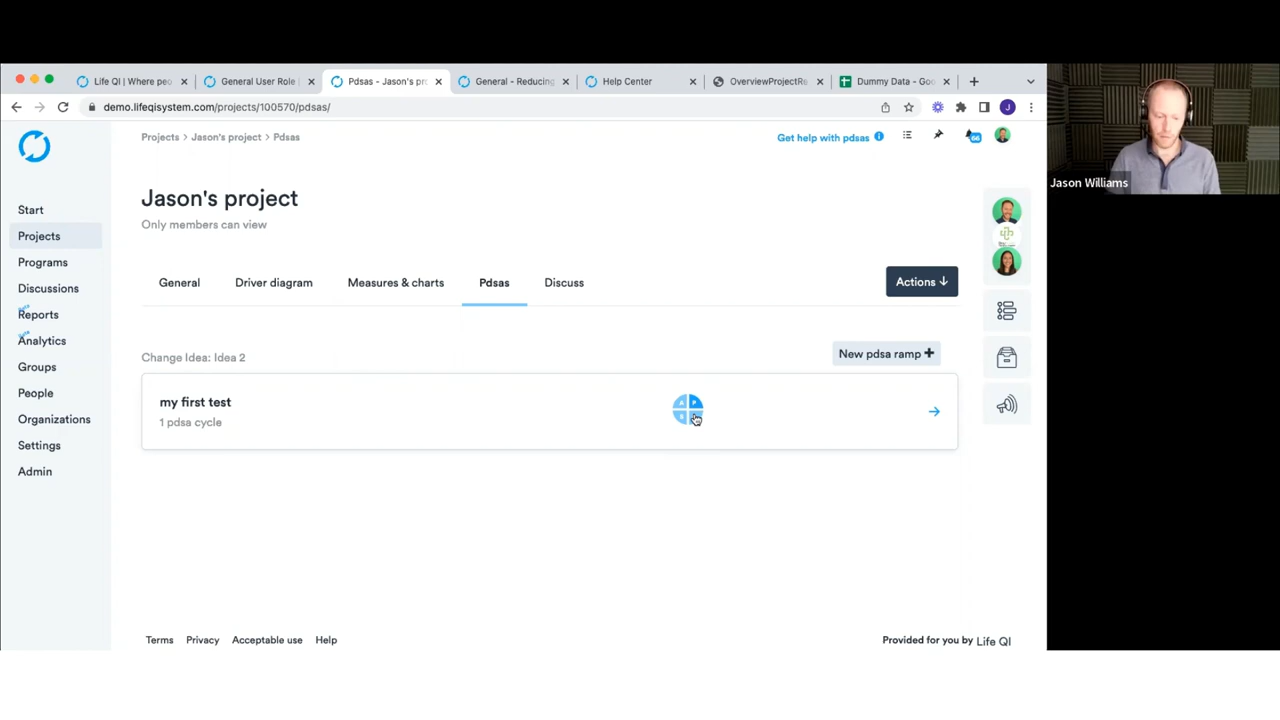 Life QI | Where peo
General User Role |
Pdsas - Jason's pro
General - Reducing
Help Center
OverviewProjectRe
Dummy Data - Goo
demo.lifeqisystem.com/projects/100570/pdsas/
J
Projects > Jason's project > Pdsas
Get help with pdsas
Jason Williams
Start
Projects
Programs
Discussions
Reports
Analytics
Groups
People
Organizations
Settings
Admin
Jason's project
Only members can view
General
Driver diagram
Measures & charts
Pdsas
Discuss
Actions
Change Idea: Idea 2
New pdsa ramp +
my first test
1 pdsa cycle
A P
Terms
Privacy
Acceptable use
Help
Provided for you by Life QI